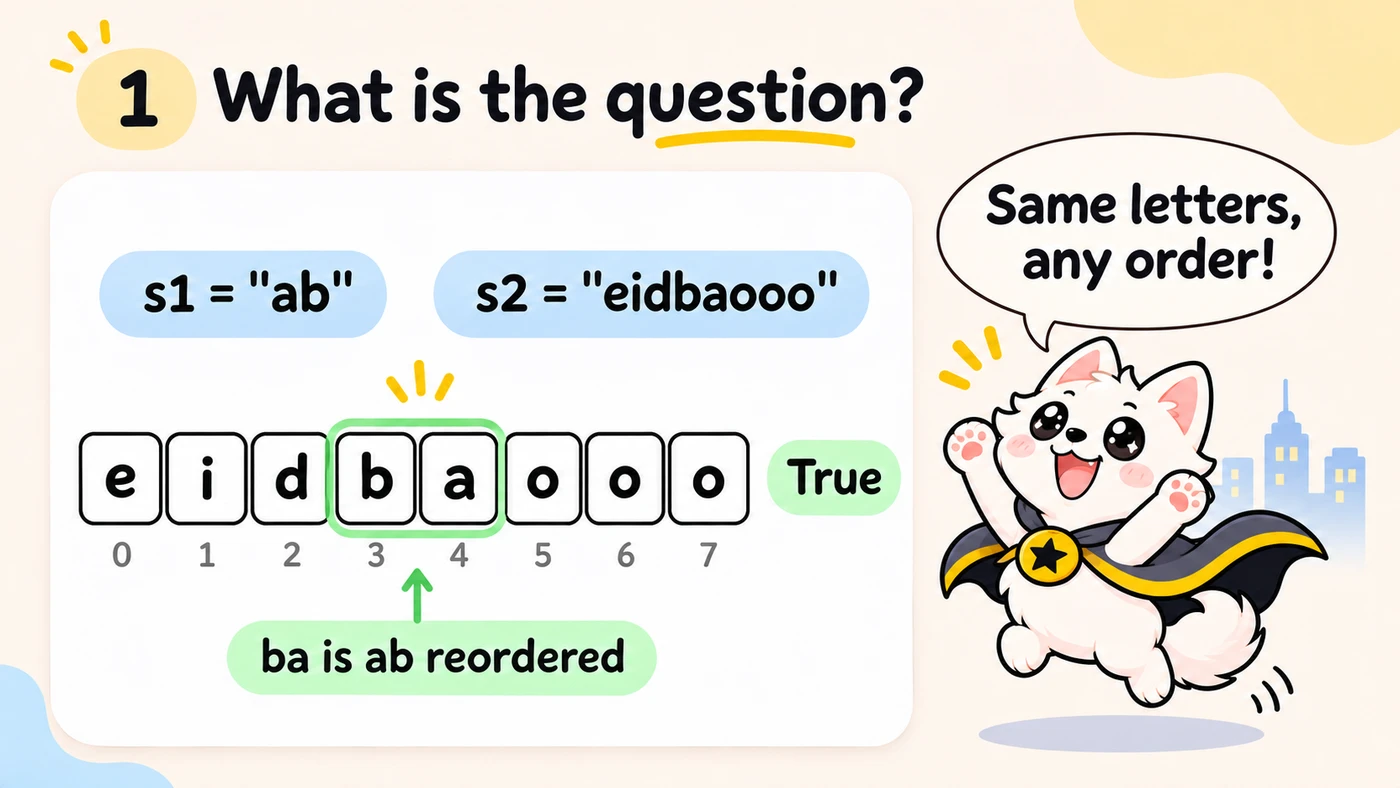 1 What is the question?
Same letters,
any order!
s1 = "ab" s2 = "eidbaooo"
e i d b a o o o True
0 1 2 3 4 5 6 7
ba is ab reordered